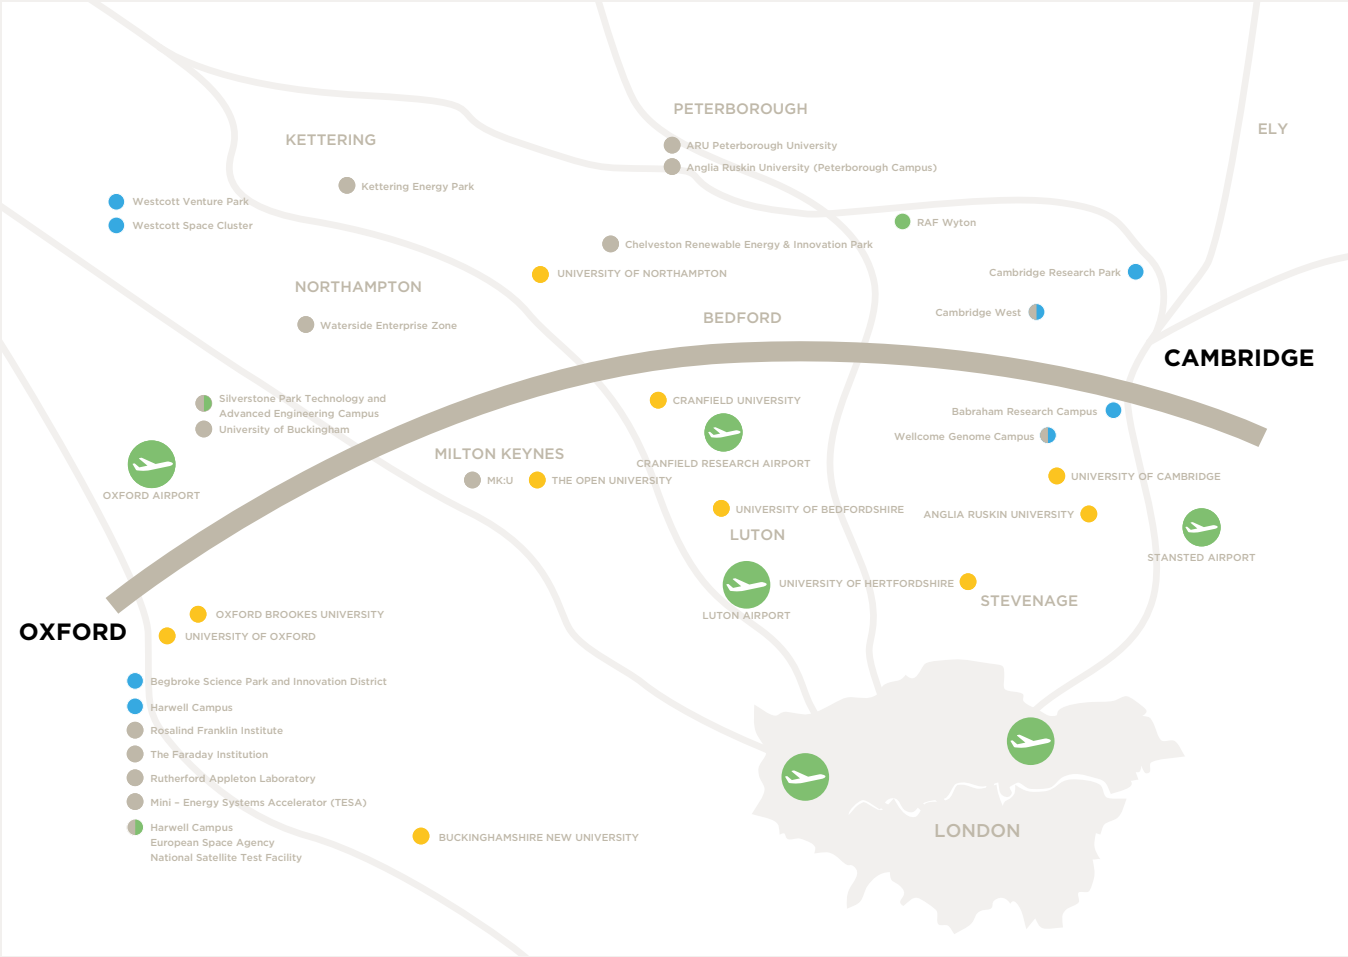 PETERBOROUGH
ELY
KETTERING
ARU Peterborough University
Anglia Ruskin University (Peterborough Campus)
Kettering Energy Park
Westcott Venture Park
Westcott Space Cluster
RAF Wyton
Chelveston Renewable Energy & Innovation Park
UNIVERSITY OF NORTHAMPTON
Cambridge Research Park
NORTHAMPTON
Cambridge West
BEDFORD
Waterside Enterprise Zone
CAMBRIDGE
Silverstone Park Technology and
Advanced Engineering Campus
University of Buckingham
CRANFIELD UNIVERSITY
Babraham Research Campus
Wellcome Genome Campus
MILTON KEYNES
CRANFIELD RESEARCH AIRPORT
MK:U
THE OPEN UNIVERSITY
UNIVERSITY OF CAMBRIDGE
OXFORD AIRPORT
UNIVERSITY OF BEDFORDSHIRE
ANGLIA RUSKIN UNIVERSITY
LUTON
STANSTED AIRPORT
UNIVERSITY OF HERTFORDSHIRE
STEVENAGE
LUTON AIRPORT
OXFORD BROOKES UNIVERSITY
OXFORD
UNIVERSITY OF OXFORD
Begbroke Science Park and Innovation District
Harwell Campus
Rosalind Franklin Institute
The Faraday Institution
Rutherford Appleton Laboratory
Mini – Energy Systems Accelerator (TESA)
Harwell Campus
European Space Agency
National Satellite Test Facility
BUCKINGHAMSHIRE NEW UNIVERSITY
LONDON